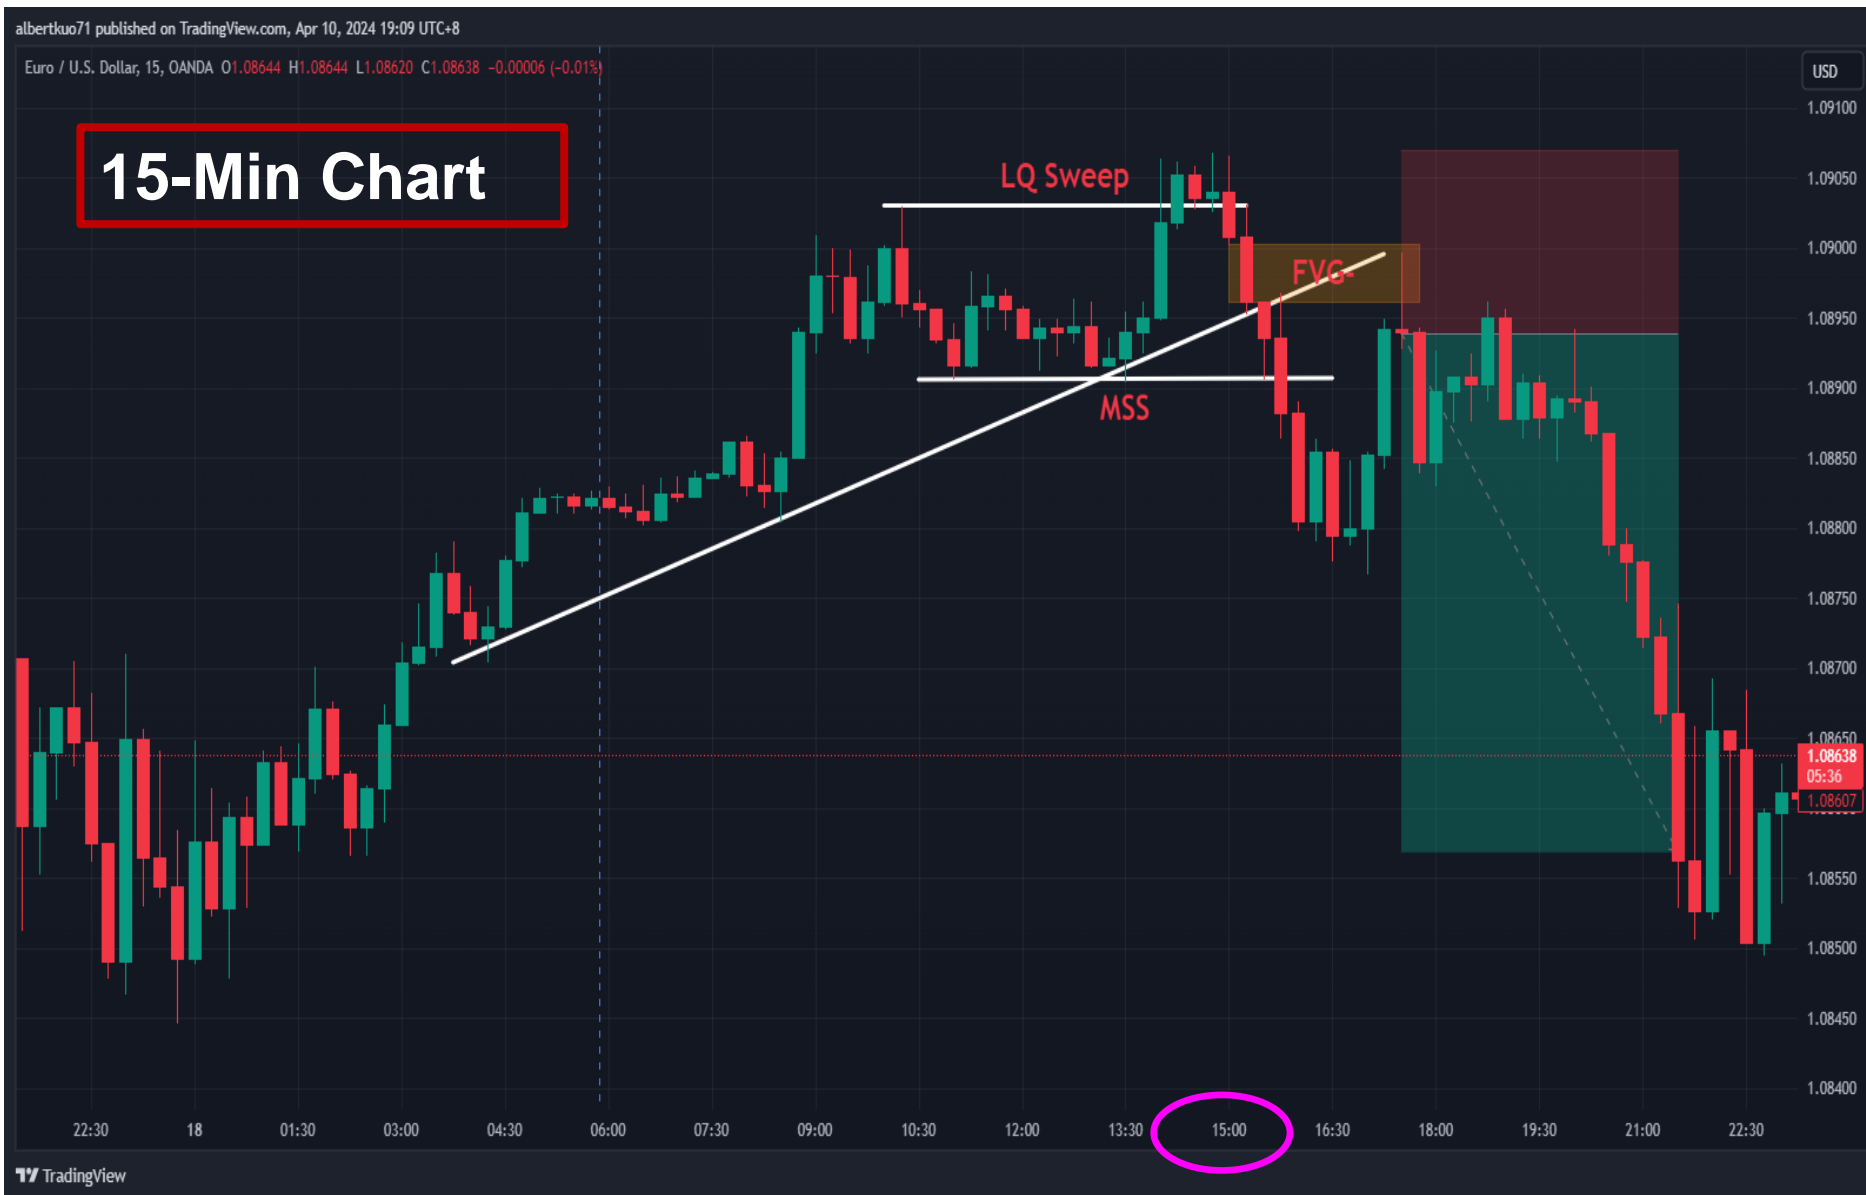 albertkuo71 published on TradingView.com, Apr 10, 2024 19:09 UTC+8
Euro / U.S. Dollar, 15, OANDA O1.08644 H1.08644 L1.08620 C1.08638 −0.00006 (−0.01%)
USD
15-Min Chart
LQ Sweep
FVG-
MSS
1.09100
1.09050
1.09000
1.08950
1.08900
1.08850
1.08800
1.08750
1.08700
1.08650
1.08638
05:36
1.08607
1.08550
1.08500
1.08450
1.08400
22:30 18 01:30 03:00 04:30 06:00 07:30 09:00 10:30 12:00 13:30 15:00 16:30 18:00 19:30 21:00 22:30
TradingView